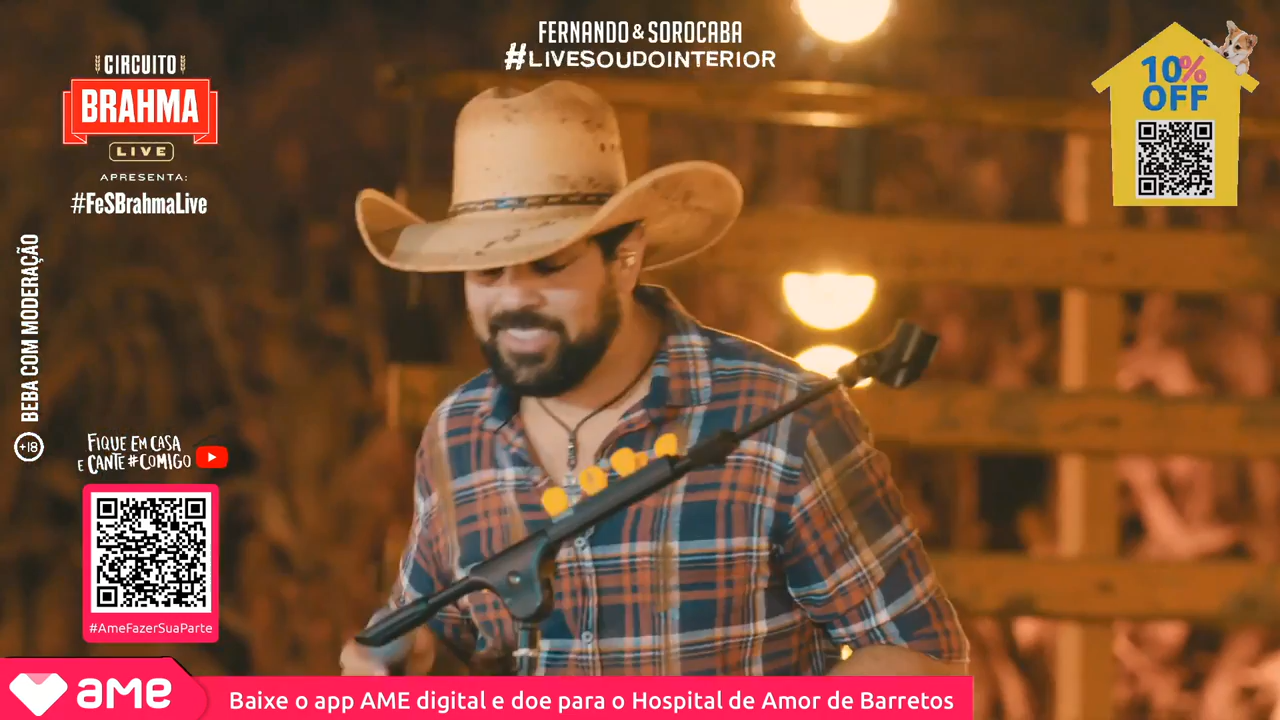 FERNANDO & SOROCABA
#LIVESOUDOINTERIOR
CIRCUITO
BRAHMA
LIVE
APRESENTA:
#FeSBrahmaLive
10%
OFF
BEBA COM MODERAÇÃO
+18
FIQUE EM CASA
E CANTE #COMIGO
#AmeFazerSuaParte
AME
Baixe o app AME digital e doe para o Hospital de Amor de Barretos